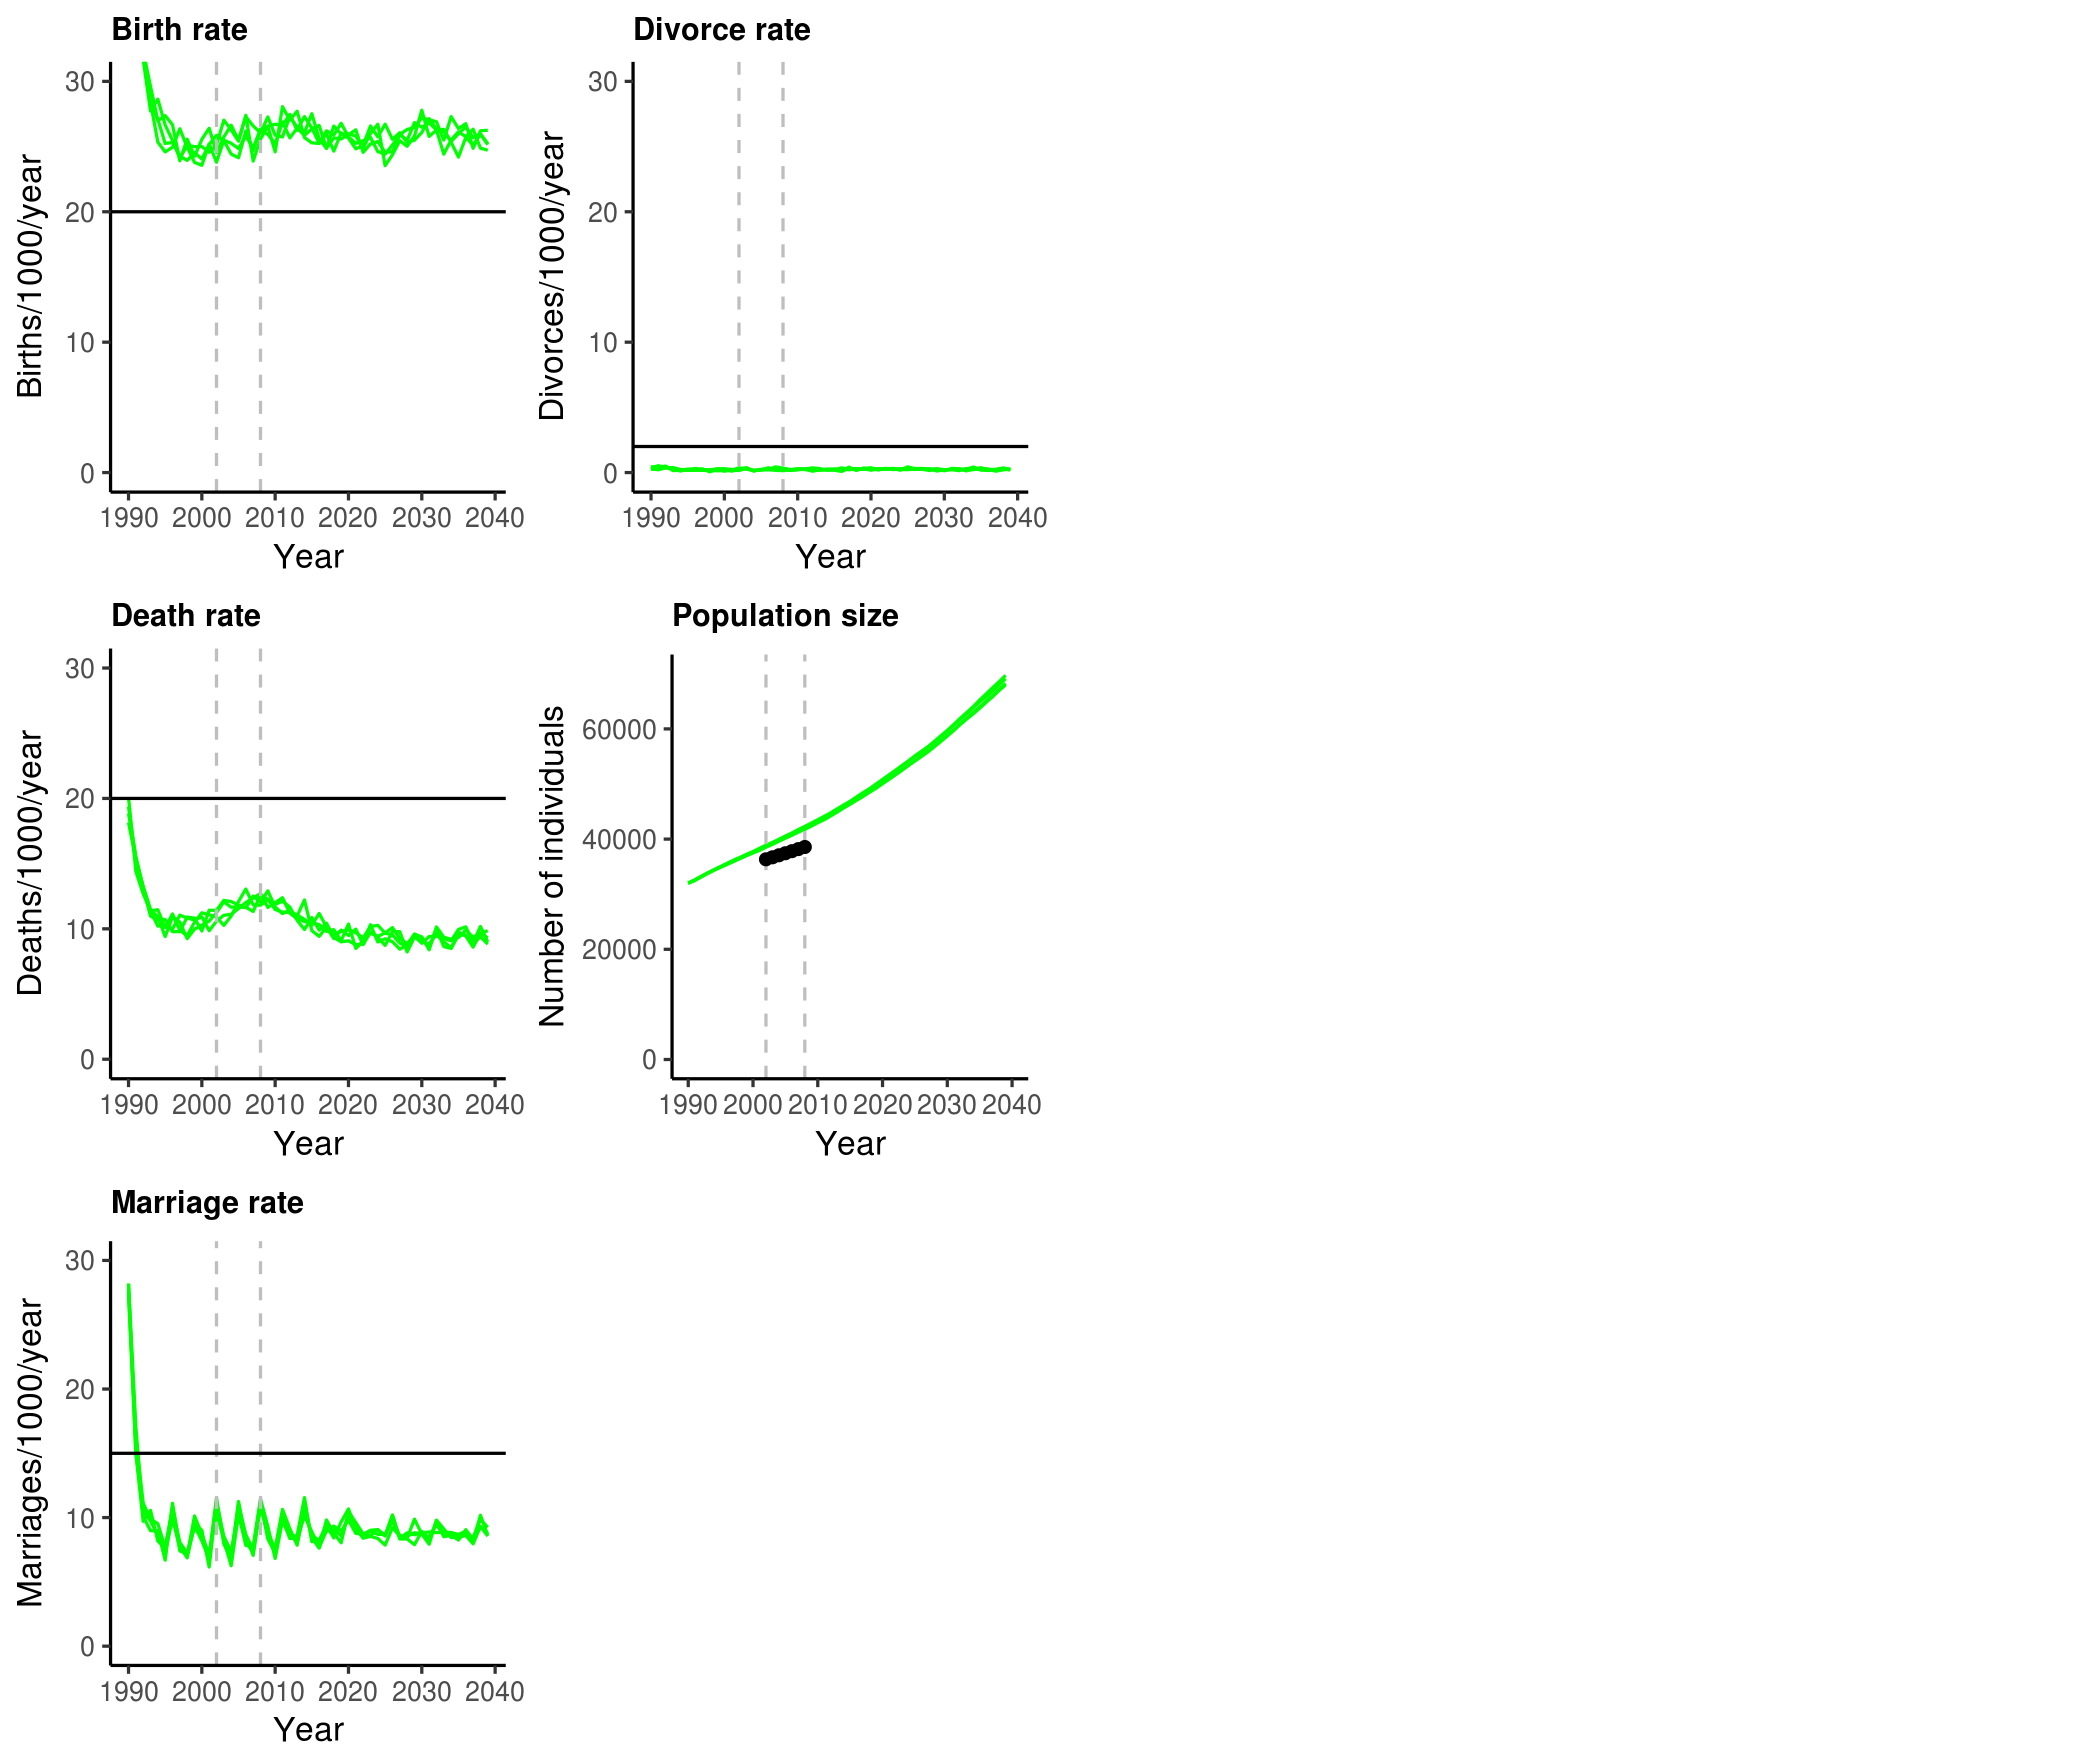 Birth rate
Births/1000/year
30
20
10
0
1990 2000 2010 2020 2030 2040
Year
Divorce rate
Divorces/1000/year
30
20
10
0
1990 2000 2010 2020 2030 2040
Year
Death rate
Deaths/1000/year
30
20
10
0
1990 2000 2010 2020 2030 2040
Year
Population size
Number of individuals
60000
40000
20000
0
1990 2000 2010 2020 2030 2040
Year
Marriage rate
Marriages/1000/year
30
20
10
0
1990 2000 2010 2020 2030 2040
Year